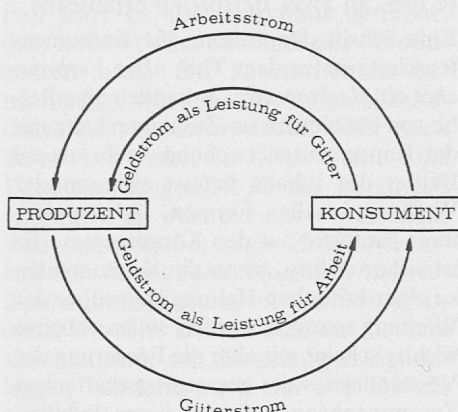 Arbeitsstrom
Geldstrom als Leistung für Güter
PRODUZENT
KONSUMENT
Geldstrom als Leistung für Arbeit
Güterstrom